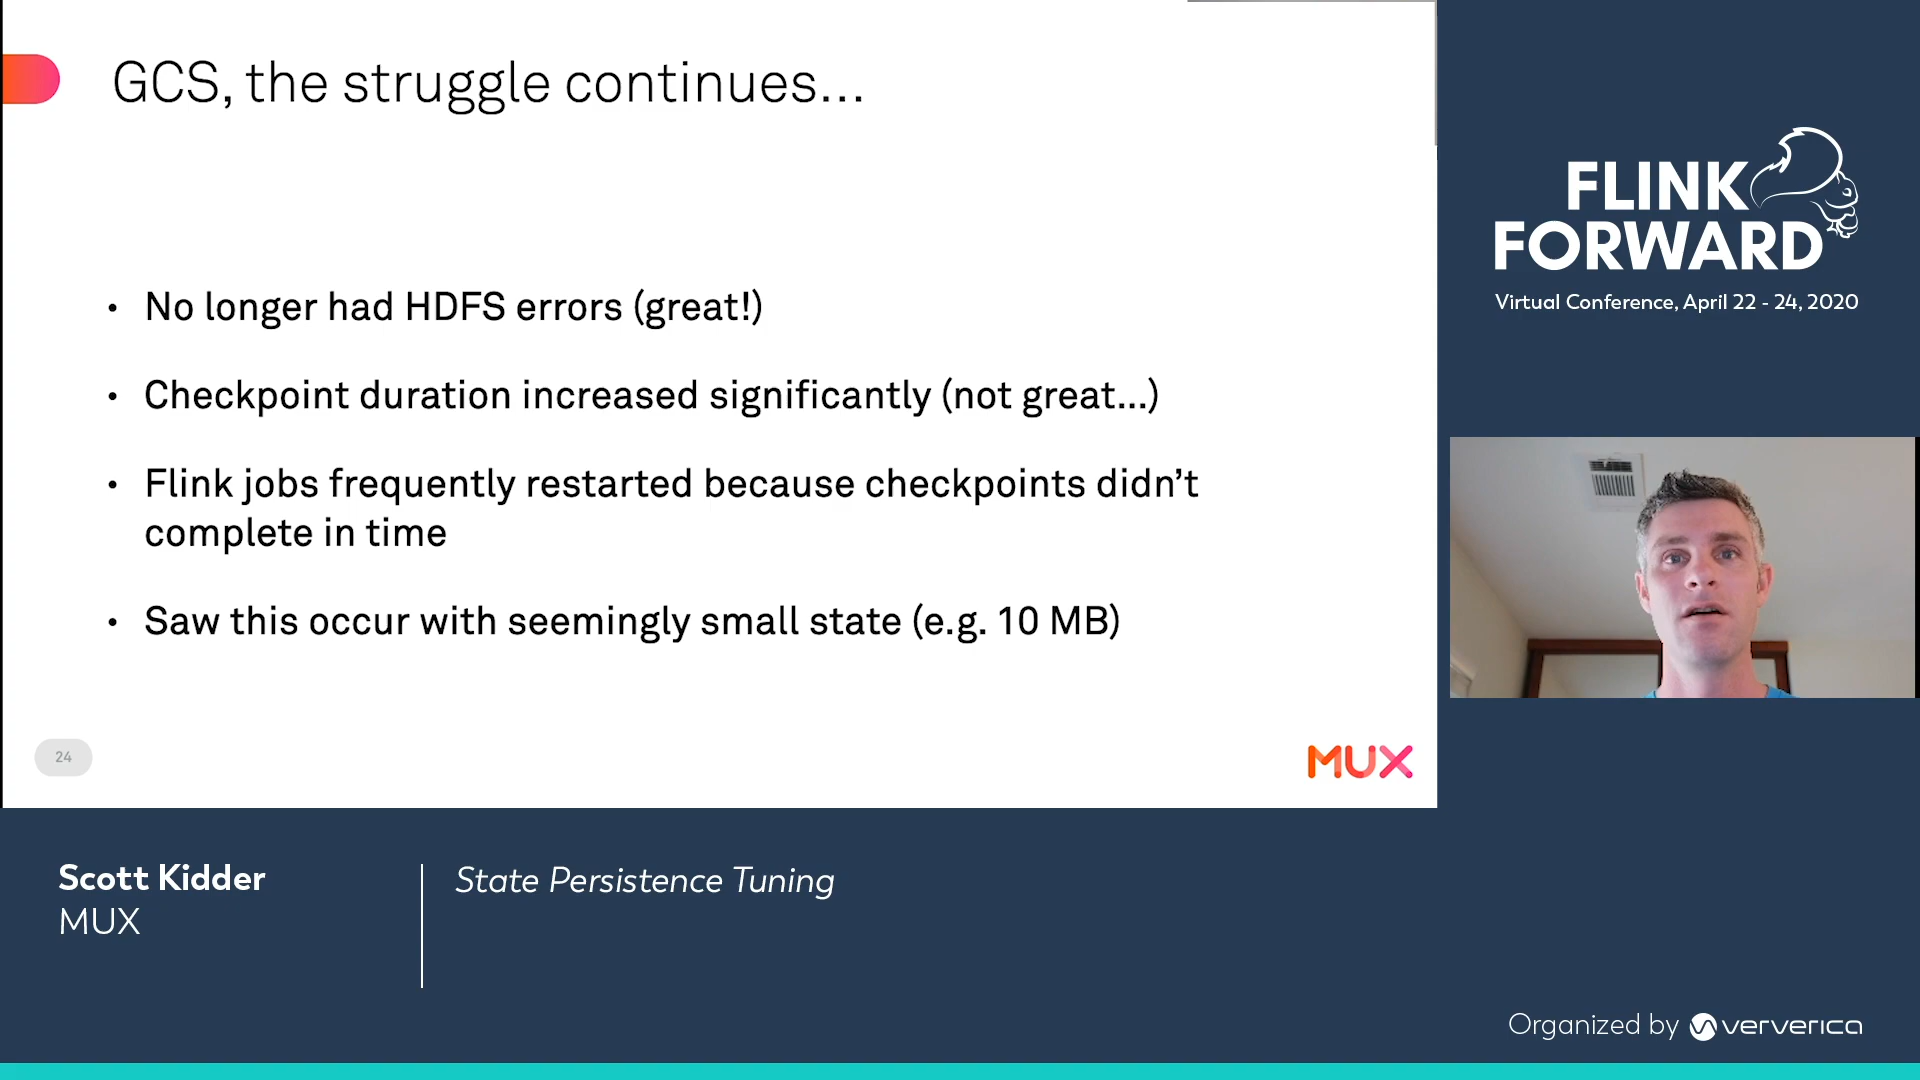 GCS, the struggle continues...
• No longer had HDFS errors (great!)
• Checkpoint duration increased significantly (not great...)
• Flink jobs frequently restarted because checkpoints didn’t
complete in time
• Saw this occur with seemingly small state (e.g. 10 MB)
24
MUX
FLINK
FORWARD
Virtual Conference, April 22 - 24, 2020
Scott Kidder
MUX
State Persistence Tuning
Organized by ververica